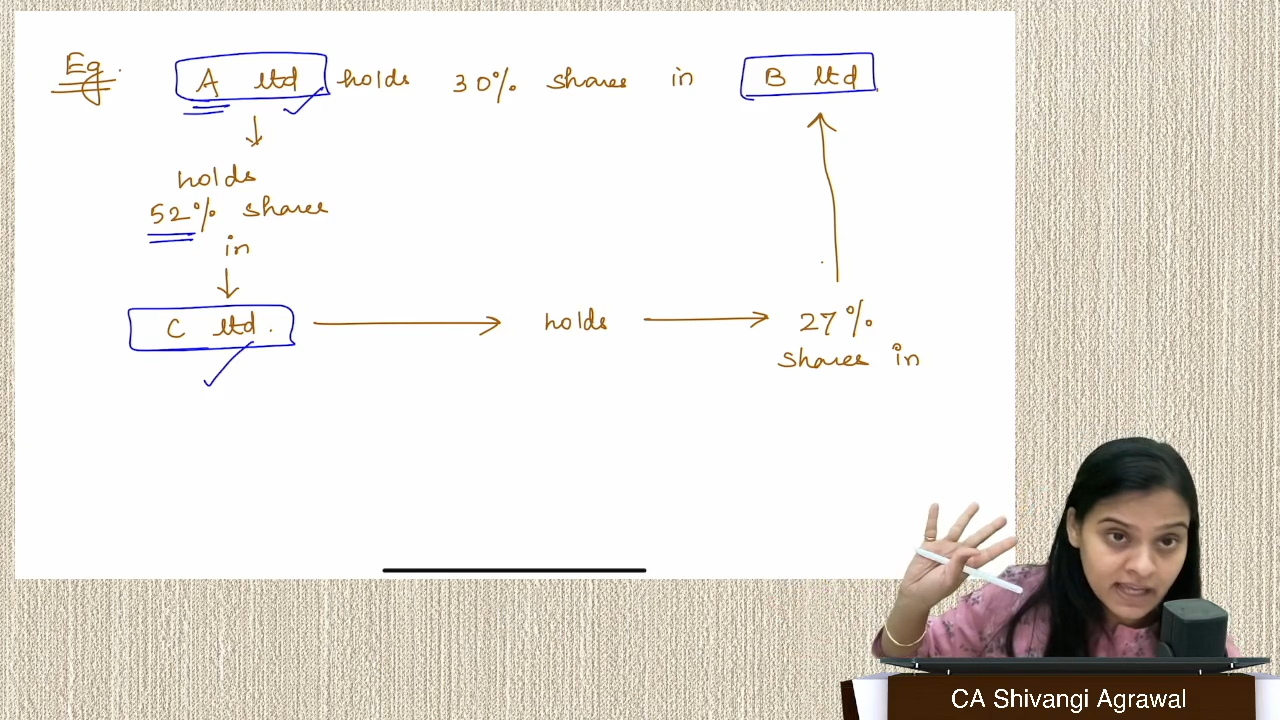 Eg.
A ltd holds 30% shares in B ltd
↓
holds
52% shares
in
↓
C ltd. → holds → 27%
shares in
CA Shivangi Agrawal